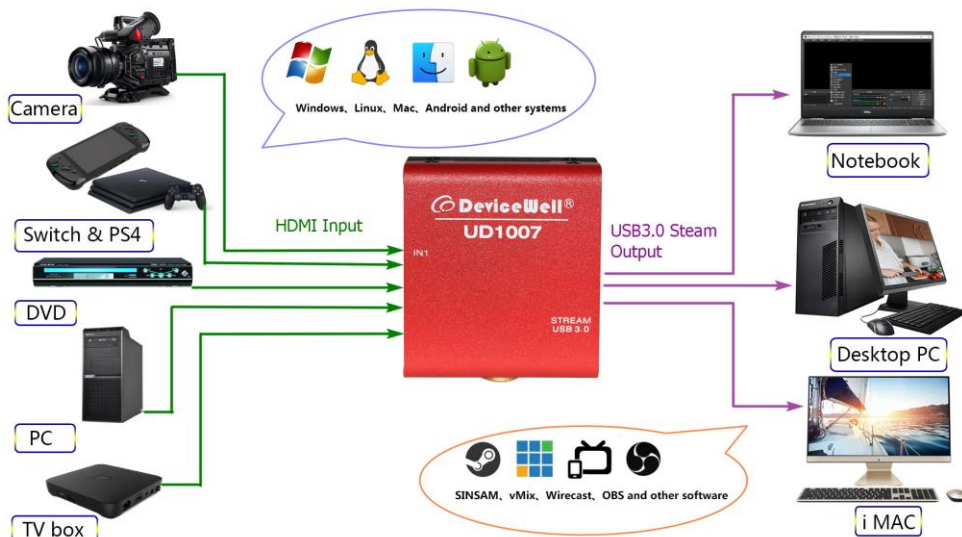 Camera
Windows、Linux、Mac、Android and other systems
Notebook
Switch & PS4
HDMI Input
DeviceWell®
UD1007
IN1
USB3.0 Steam
Output
DVD
STREAM
USB 3.0
Desktop PC
PC
SINSAM、vMix、Wirecast、OBS and other software
TV box
i MAC